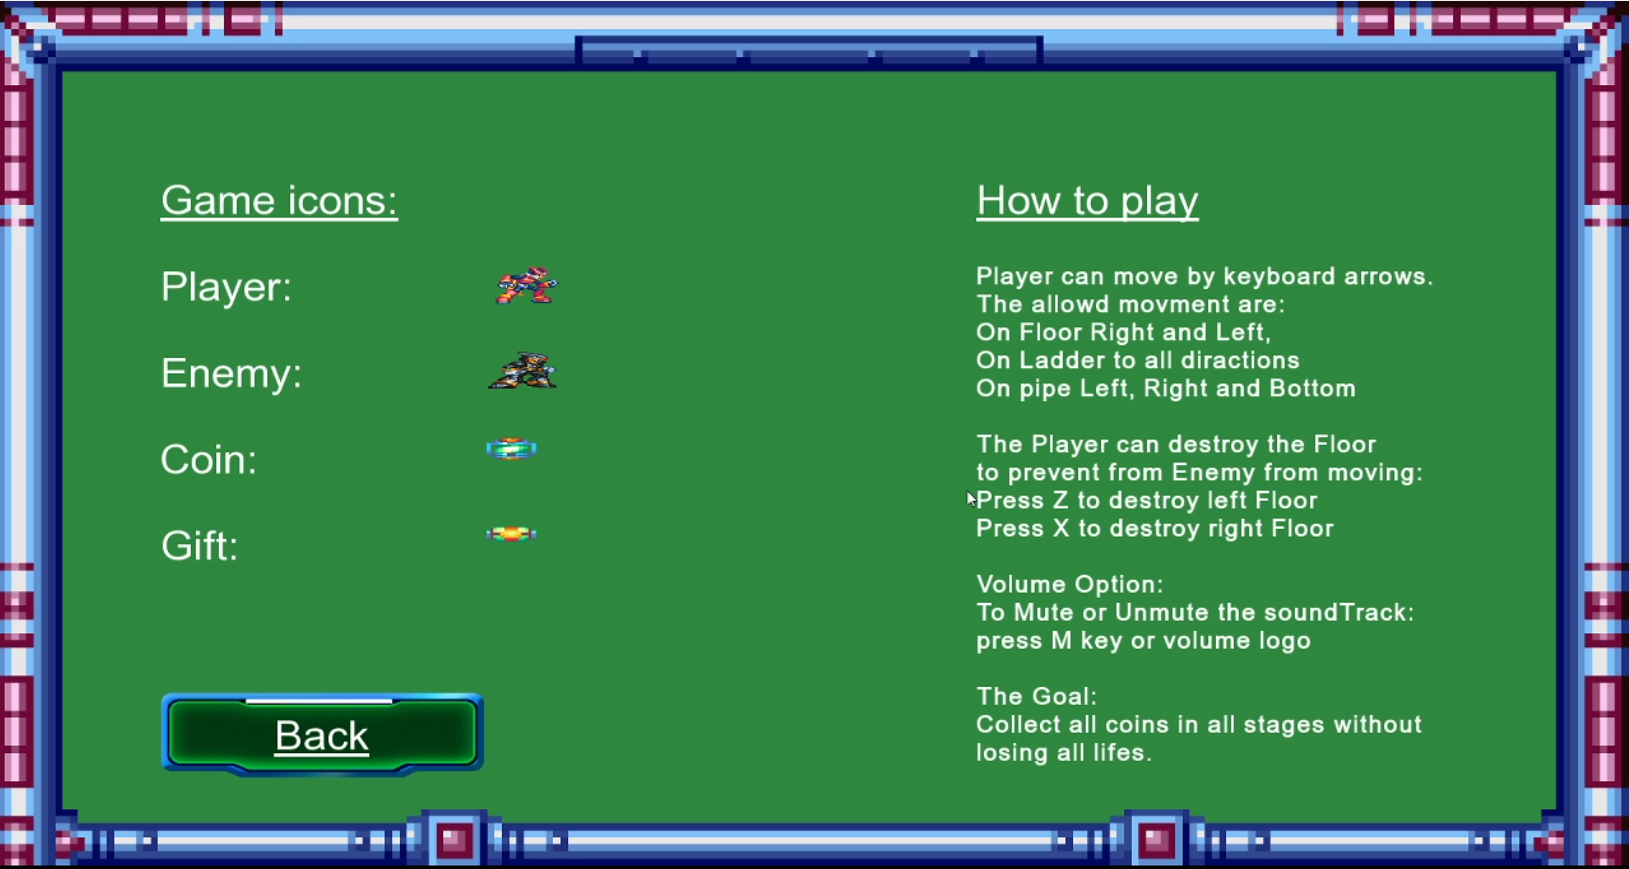 Game icons:
Player:
Enemy:
Coin:
Gift:
Back
How to play
Player can move by keyboard arrows.
The allowd movment are:
On Floor Right and Left,
On Ladder to all diractions
On pipe Left, Right and Bottom
The Player can destroy the Floor
to prevent from Enemy from moving:
Press Z to destroy left Floor
Press X to destroy right Floor
Volume Option:
To Mute or Unmute the soundTrack:
press M key or volume logo
The Goal:
Collect all coins in all stages without
losing all lifes.